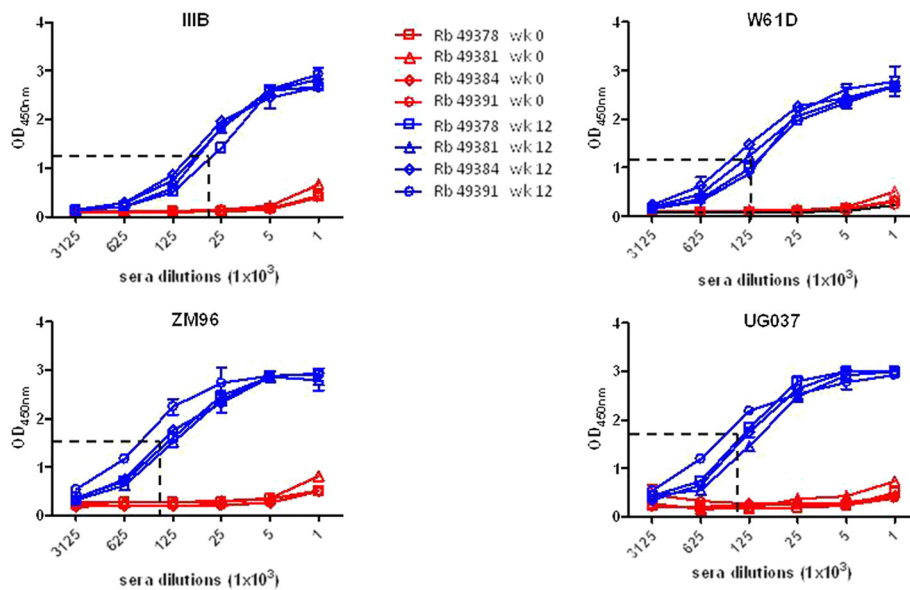 IIIB
OD450nm
4
3
2
1
0
3125 625 125 25 5 1
sera dilutions (1x10³)
Rb 49378 wk 0
Rb 49381 wk 0
Rb 49384 wk 0
Rb 49391 wk 0
Rb 49378 wk 12
Rb 49381 wk 12
Rb 49384 wk 12
Rb 49391 wk 12
W61D
OD450nm
4
3
2
1
0
3125 625 125 25 5 1
sera dilutions (1x10³)
ZM96
OD450nm
4
3
2
1
0
3125 625 125 25 5 1
sera dilutions (1x10³)
UG037
OD450nm
4
3
2
1
0
3125 625 125 25 5 1
sera dilutions (1x10³)